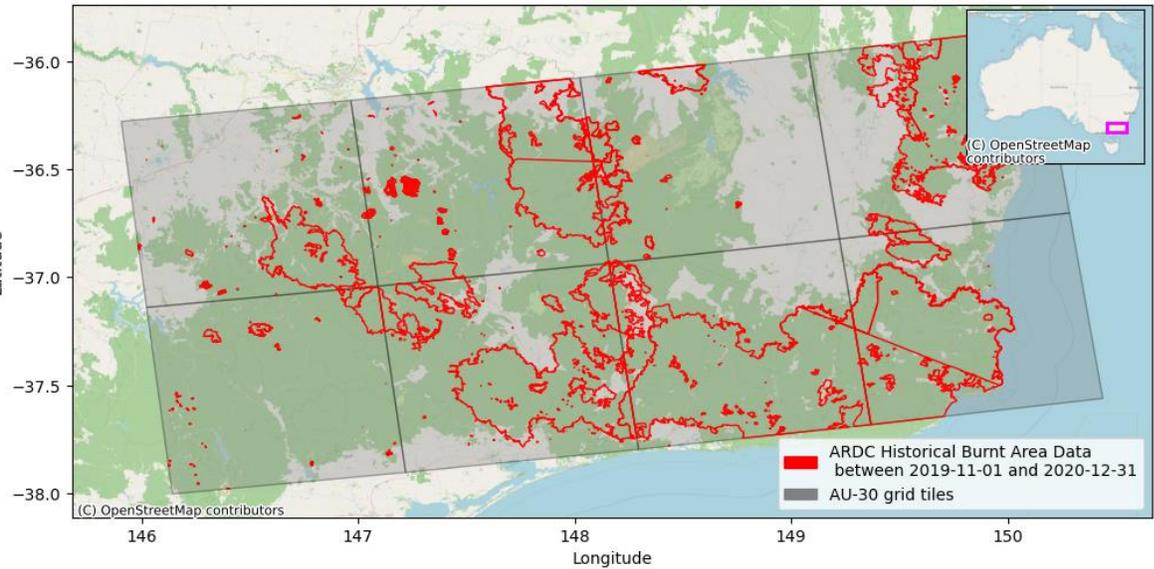 −36.0
−36.5
−37.0
−37.5
−38.0
(C) OpenStreetMap
contributors
ARDC Historical Burnt Area Data
between 2019-11-01 and 2020-12-31
AU-30 grid tiles
(C) OpenStreetMap contributors
146
147
148
149
150
Longitude